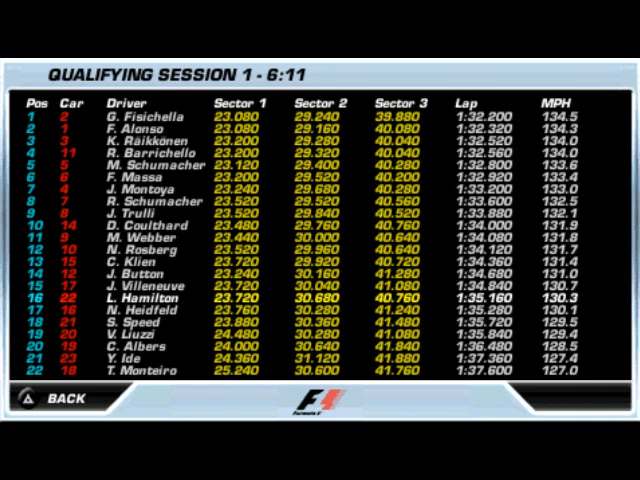 QUALIFYING SESSION 1 - 6:11
Pos Car Driver Sector 1 Sector 2 Sector 3 Lap MPH
1 2 G. Fisichella 23.080 29.240 39.880 1:32.200 134.5
2 1 F. Alonso 23.080 29.160 40.080 1:32.320 134.3
3 3 K. Raikkonen 23.200 29.280 40.040 1:32.520 134.0
4 11 R. Barrichello 23.000 29.320 40.040 1:32.560 134.0
5 5 M. Schumacher 23.120 29.400 40.280 1:32.800 133.6
6 6 F. Massa 23.200 29.520 40.200 1:32.920 133.4
7 4 J. Montoya 23.240 29.680 40.280 1:33.200 133.0
8 7 R. Schumacher 23.520 29.520 40.560 1:33.600 132.5
9 8 J. Trulli 23.520 29.840 40.520 1:33.880 132.1
10 14 D. Coulthard 23.480 29.760 40.760 1:34.000 131.9
11 9 M. Webber 23.440 30.000 40.640 1:34.080 131.8
12 10 N. Rosberg 23.520 29.960 40.640 1:34.120 131.7
13 15 C. Klien 23.720 29.920 40.720 1:34.360 131.4
14 12 J. Button 23.240 30.160 41.280 1:34.680 131.0
15 17 J. Villeneuve 23.720 30.040 41.080 1:34.840 130.7
16 22 L. Hamilton 23.720 30.680 40.760 1:35.160 130.3
17 16 N. Heidfeld 23.760 30.280 41.240 1:35.280 130.1
18 21 S. Speed 23.880 30.360 41.480 1:35.720 129.5
19 20 V. Liuzzi 24.480 30.280 41.080 1:35.840 129.4
20 19 C. Albers 24.000 30.640 41.840 1:36.480 128.5
21 23 Y. Ide 24.360 31.120 41.880 1:37.360 127.4
22 18 T. Monteiro 25.240 30.600 41.760 1:37.600 127.0
BACK
F1
Formula 1